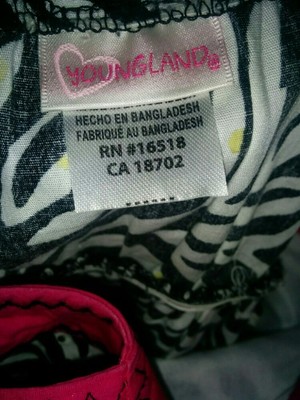 YOUNGLAND
HECHO EN BANGLADESH
FABRIQUÉ AU BANGLADESH
RN #16518
CA 18702